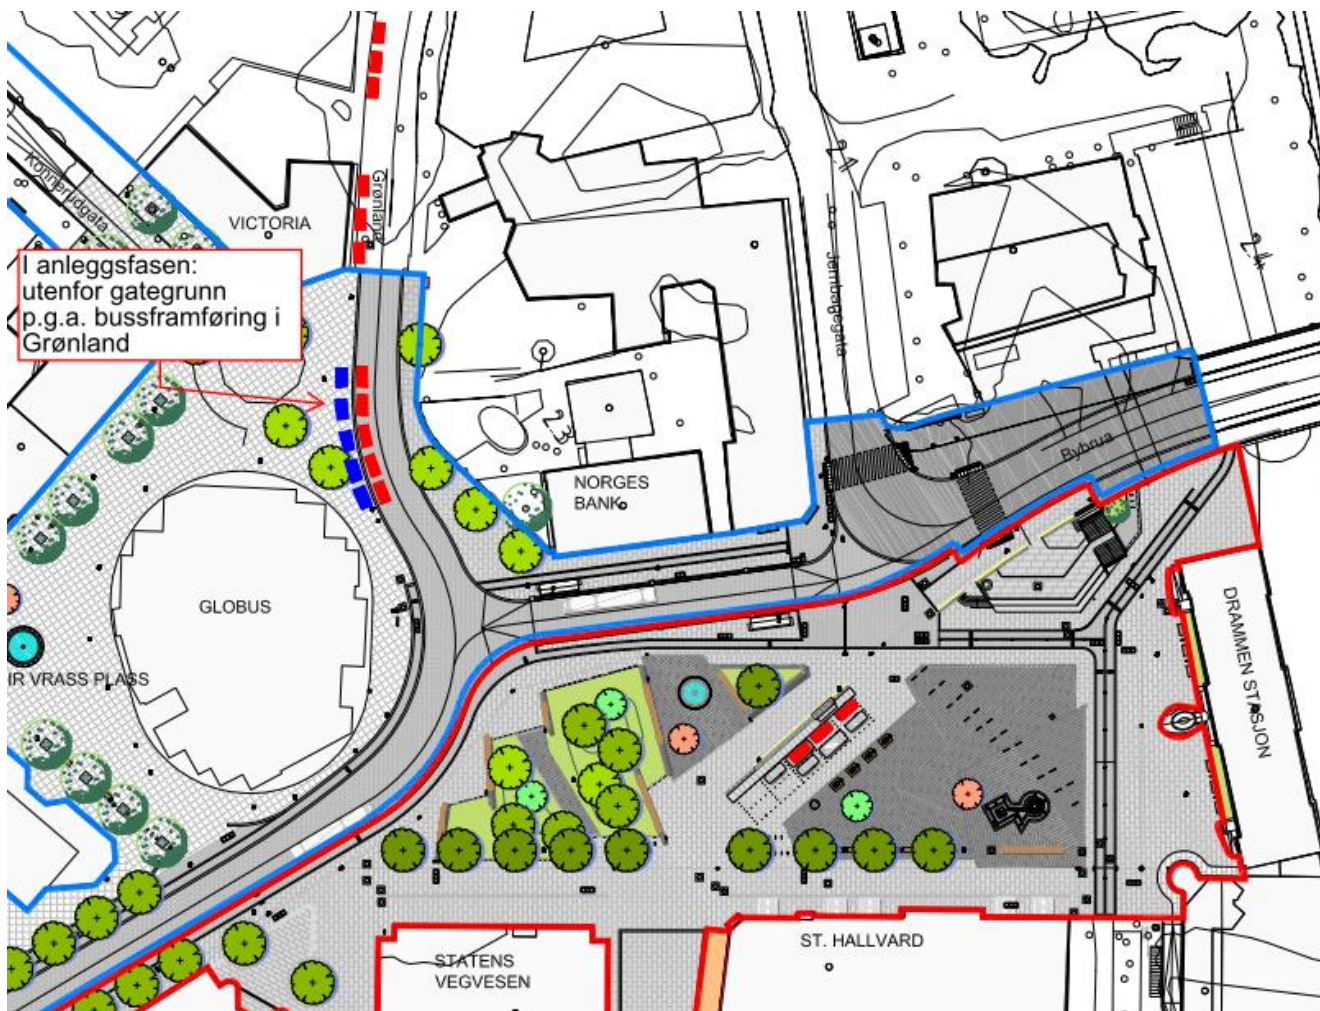 Konnerudgata
VICTORIA
Grønland
I anleggsfasen:
utenfor gategrunn
p.g.a. bussframføring i
Grønland
Bybrua
NORGES
BANK
GLOBUS
IR VRASS PLASS
DRAMMEN STASJON
ST. HALLVARD
STATENS
VEGVESEN